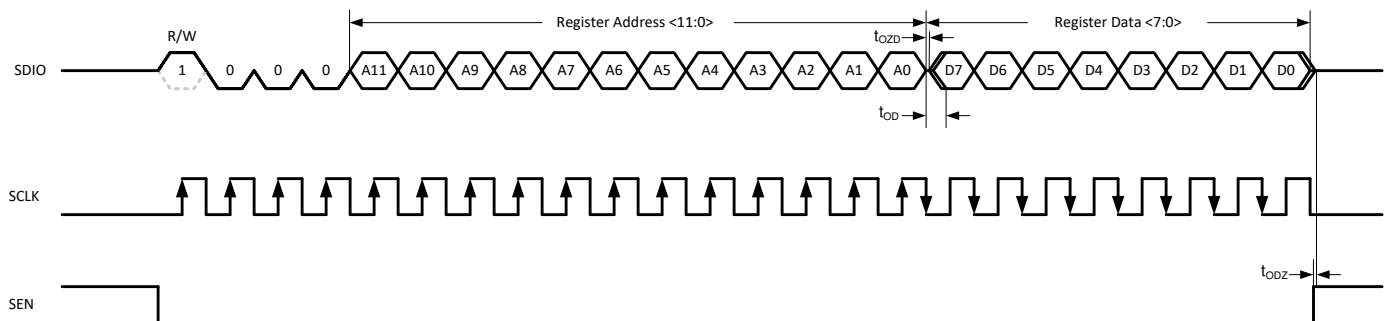 Register Address <11:0>
Register Data <7:0>
R/W
tOZD
SDIO
1 0 0 0 A11 A10 A9 A8 A7 A6 A5 A4 A3 A2 A1 A0 D7 D6 D5 D4 D3 D2 D1 D0
tOD
SCLK
tODZ
SEN